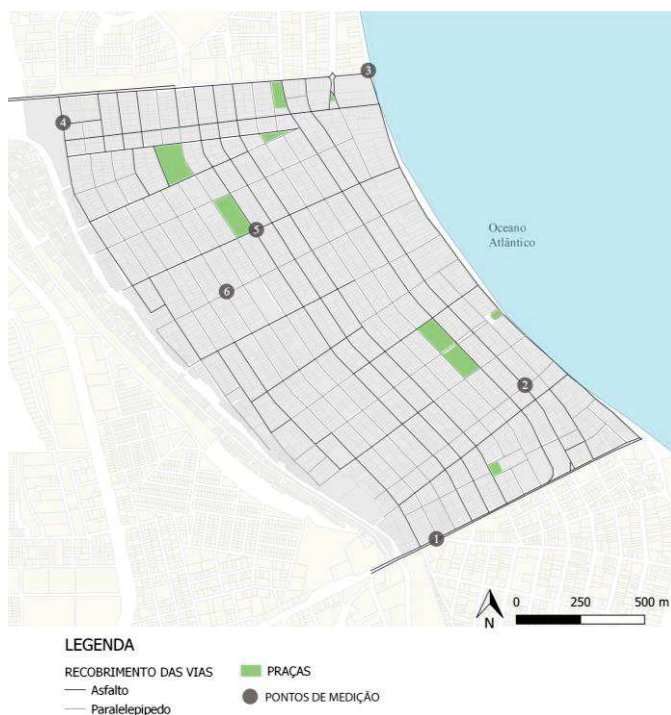 3
4
Oceano
Atlântico
5
6
2
1
N
0 250 500 m
LEGENDA
RECOBRIMENTO DAS VIAS
Asfalto
Paralelepipedo
PRAÇAS
PONTOS DE MEDIÇÃO